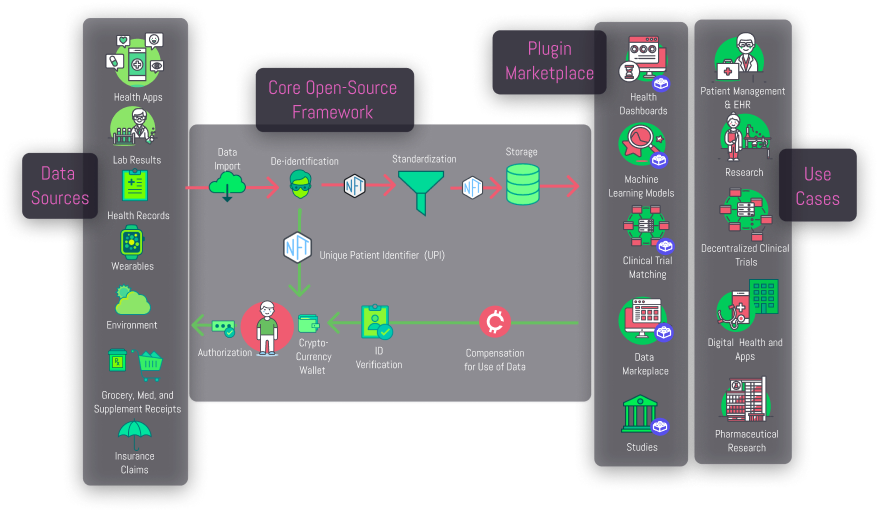 Data
Sources
Health Apps
Lab Results
Health Records
Wearables
Environment
Grocery, Med, and
Supplement Receipts
Insurance
Claims
Core Open-Source
Framework
Data
Import
De-identification
NFT
Standardization
NFT
Storage
NFT
Unique Patient Identifier (UPI)
Authorization
Crypto-
Currency
Wallet
ID
Verification
Compensation
for Use of Data
Plugin
Marketplace
Health
Dashboards
Machine
Learning Models
Clinical Trial
Matching
Data
Markeplace
Studies
Use
Cases
Patient Management
& EHR
Research
Decentralized Clinical
Trials
Digital Health and
Apps
Pharmaceutical
Research